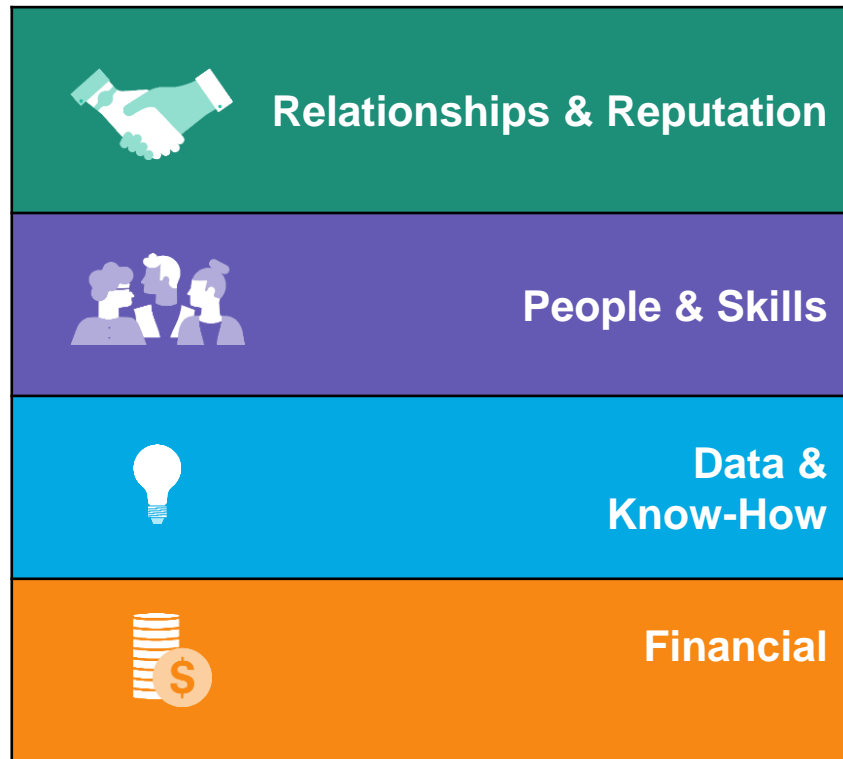 Relationships & Reputation
People & Skills
Data &
Know-How
Financial
$